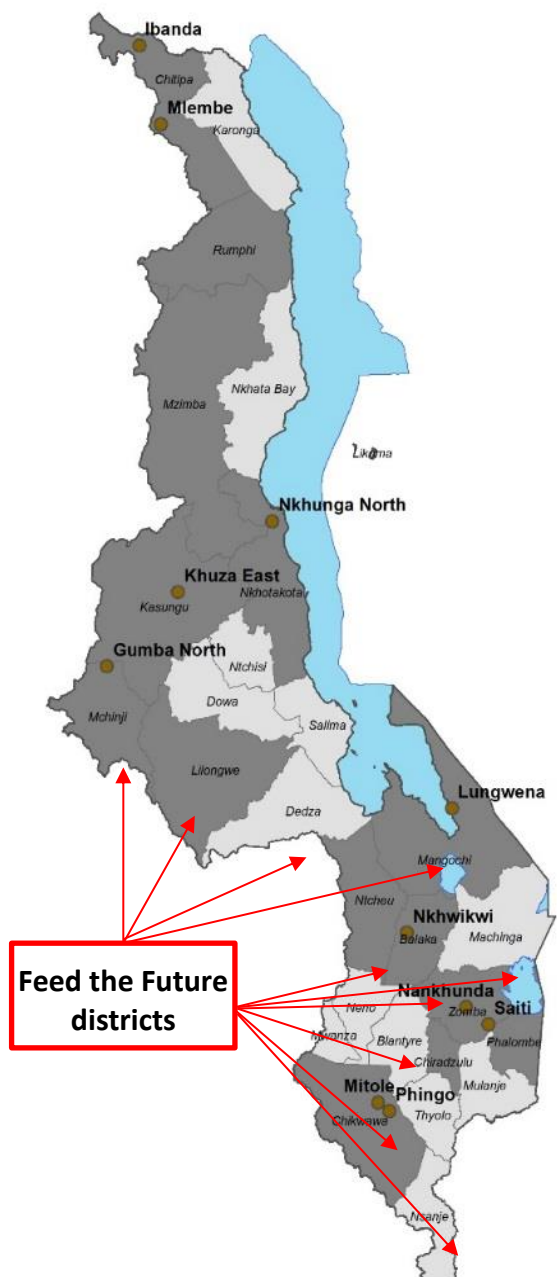 Ibanda
Chitipa
Mlembe
Karonga
Rumphi
Nkhata Bay
Mzimba
Likoma
Nkhunga North
Khuza East
Nkhotakota
Kasungu
Gumba North
Ntchisi
Dowa
Mchinji
Salima
Lilongwe
Lungwena
Dedza
Mangochi
Ntcheu
Nkhwikwi
Balaka
Machinga
Feed the Future
districts
Nankhunda
Neno
Zomba
Saiti
Mwanza
Blantyre
Phalombe
Chiradzulu
Mulanje
Mitole
Phingo
Thyolo
Chikwawa
Nsanje